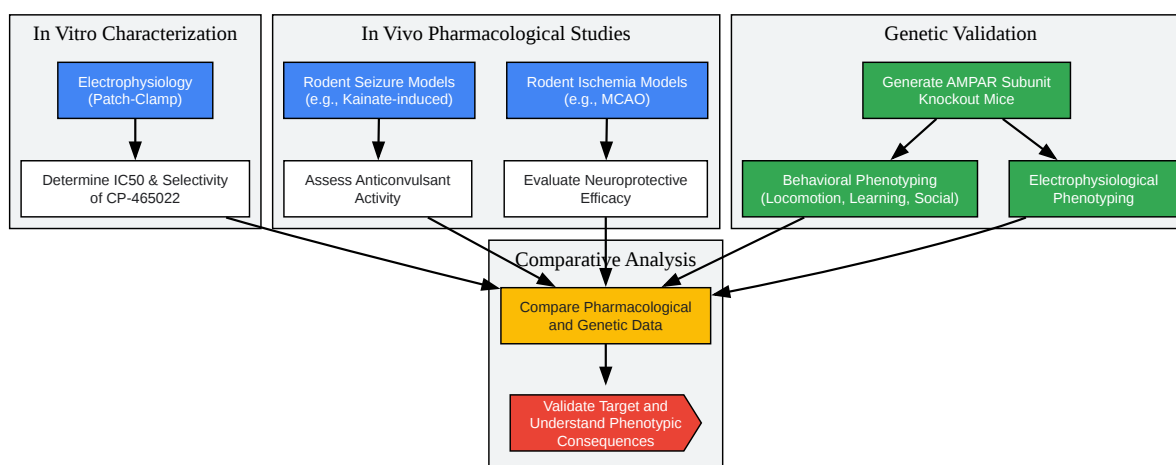 In Vitro Characterization
Electrophysiology
(Patch-Clamp)
Determine IC50 & Selectivity
of CP-465022
In Vivo Pharmacological Studies
Rodent Seizure Models
(e.g., Kainate-induced)
Assess Anticonvulsant
Activity
Rodent Ischemia Models
(e.g., MCAO)
Evaluate Neuroprotective
Efficacy
Genetic Validation
Generate AMPAR Subunit
Knockout Mice
Behavioral Phenotyping
(Locomotion, Learning, Social)
Electrophysiological
Phenotyping
Comparative Analysis
Compare Pharmacological
and Genetic Data
Validate Target and
Understand Phenotypic
Consequences